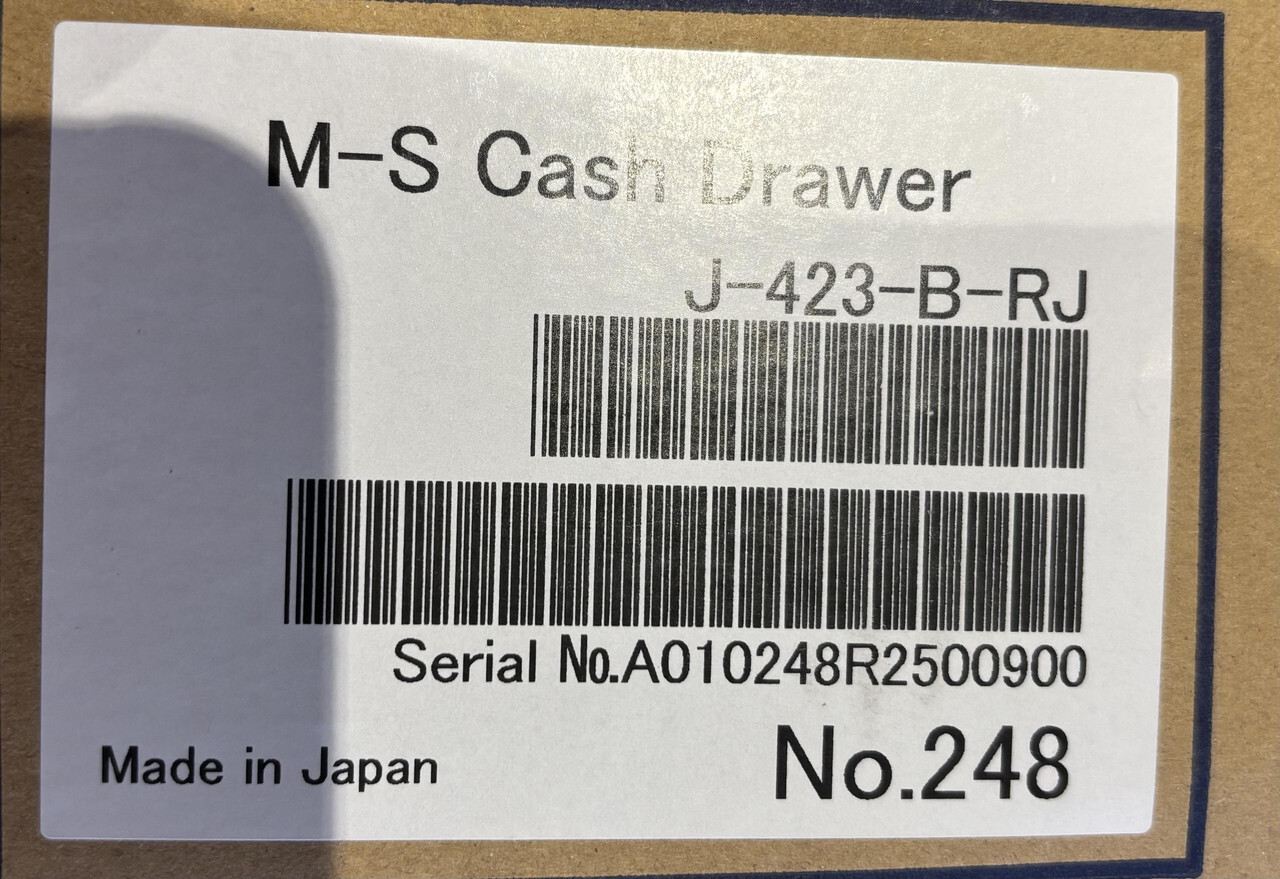 M-S Cash Drawer
J-423-B-RJ
Serial No.A010248R2500900
Made in Japan
No.248